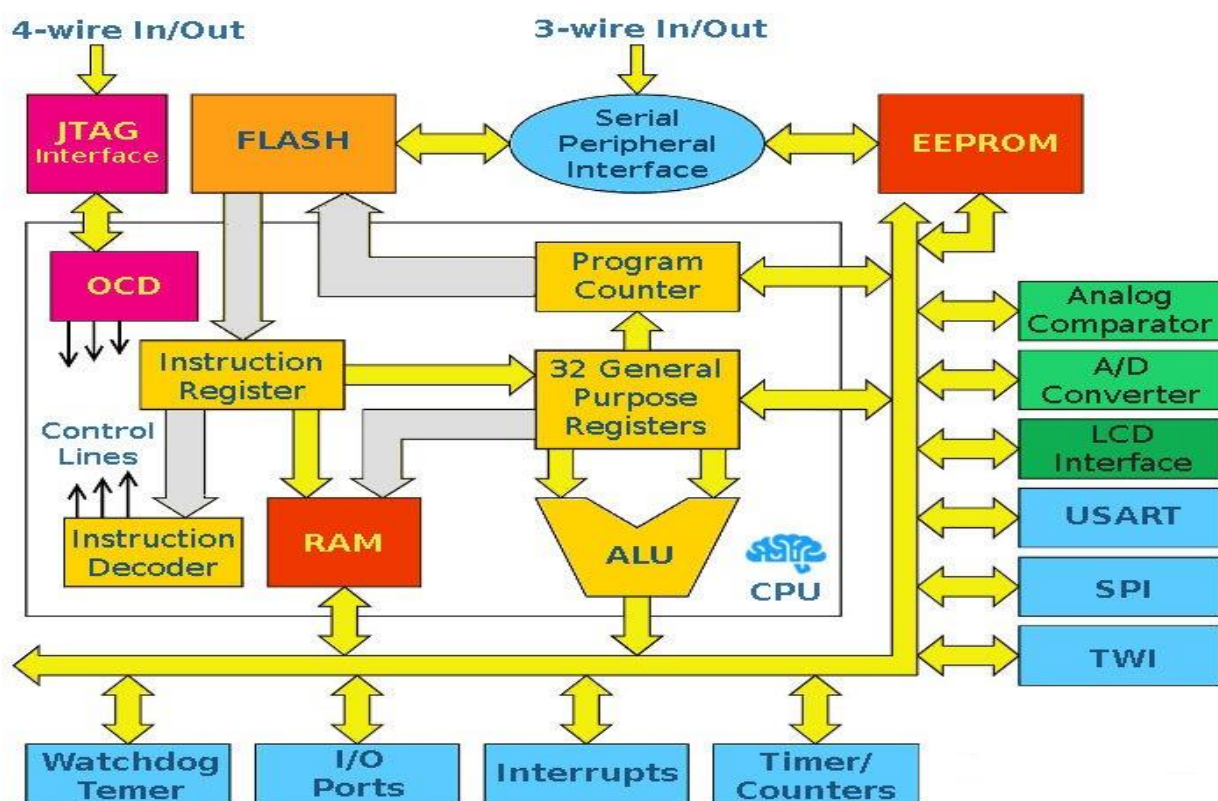 4-wire In/Out
3-wire In/Out
JTAG
Interface
FLASH
Serial
Peripheral
Interface
EEPROM
OCD
Program
Counter
Analog
Comparator
Instruction
Register
32 General
Purpose
Registers
A/D
Converter
Control
Lines
LCD
Interface
Instruction
Decoder
RAM
ALU
CPU
USART
SPI
TWI
Watchdog
Temer
I/O
Ports
Interrupts
Timer/
Counters